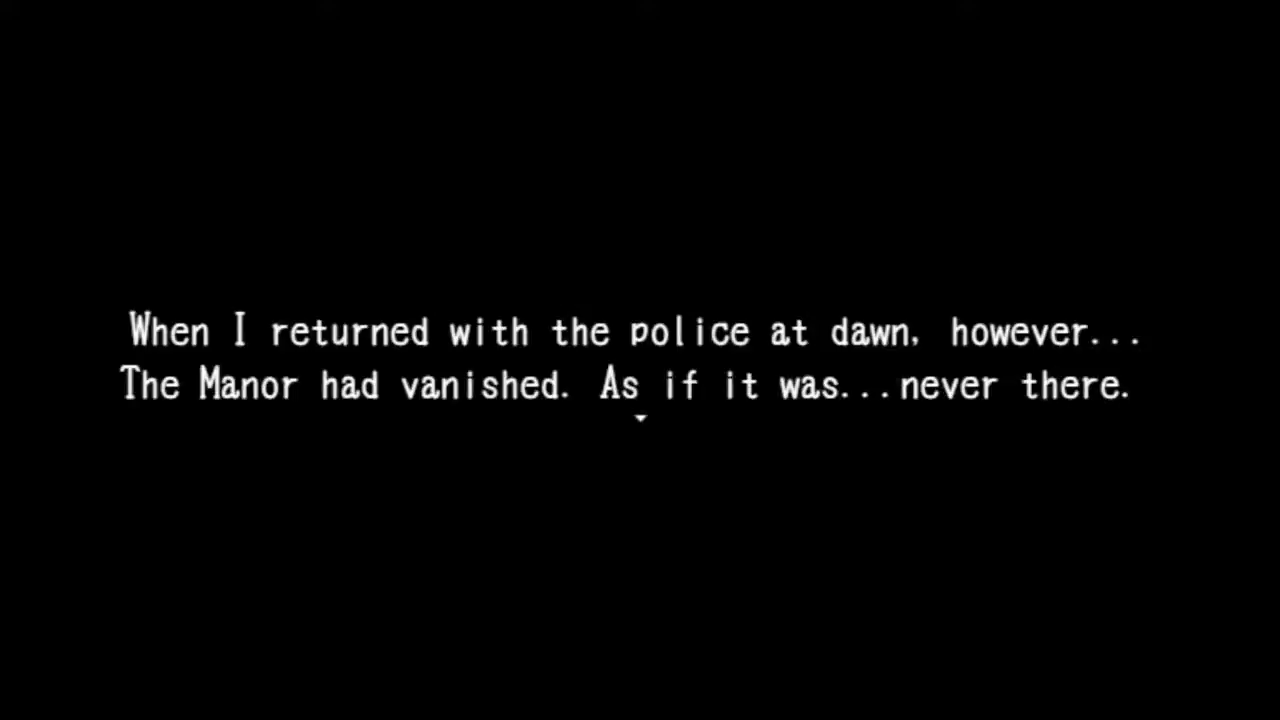 When I returned with the police at dawn, however...
The Manor had vanished. As if it was...never there.